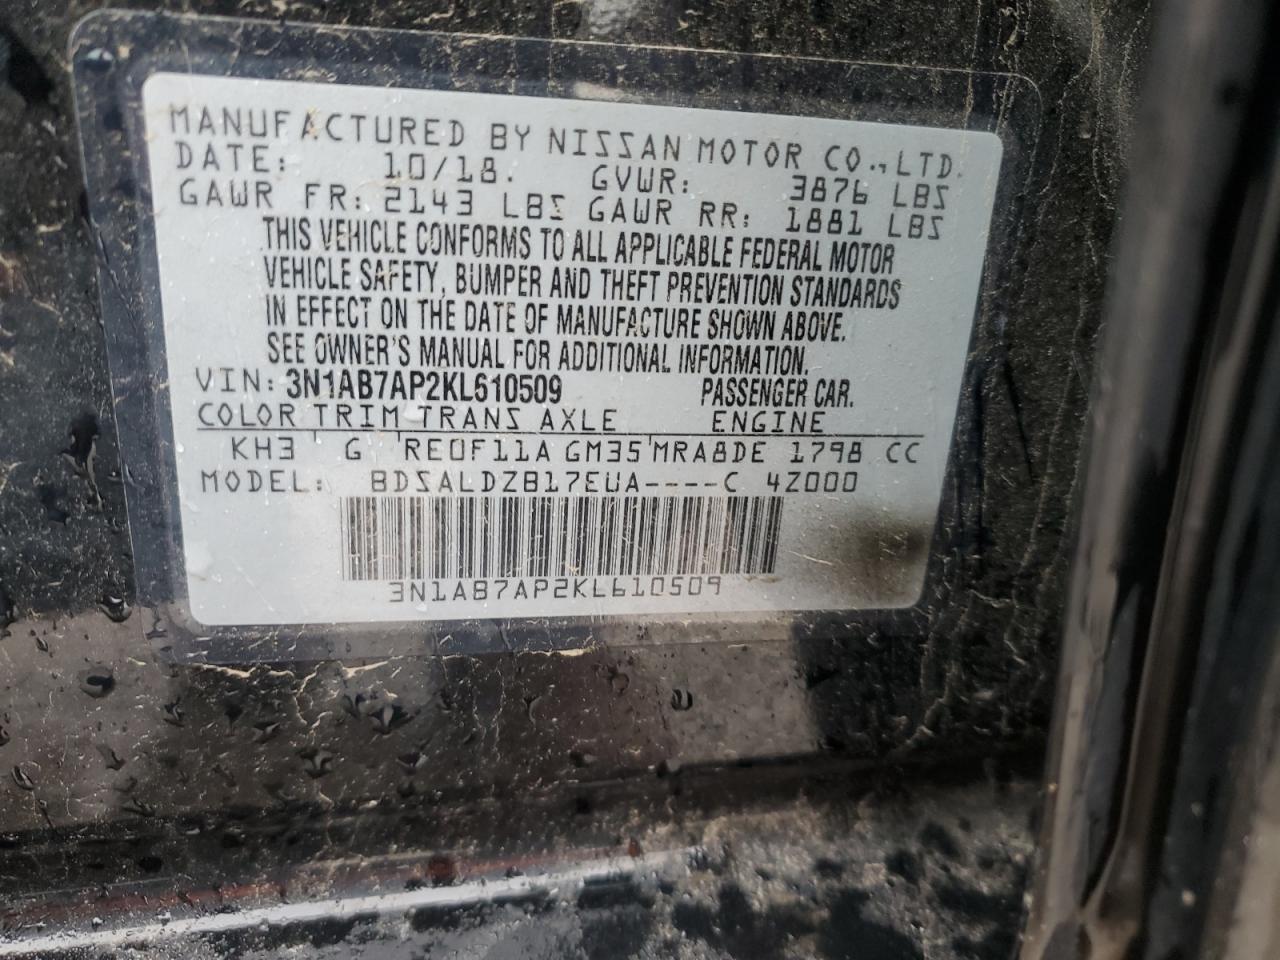 MANUFACTURED BY NISSAN MOTOR CO.,LTD.
DATE: 10/18. GVWR: 3876 LBS
GAWR FR: 2143 LBS GAWR RR: 1881 LBS
THIS VEHICLE CONFORMS TO ALL APPLICABLE FEDERAL MOTOR
VEHICLE SAFETY, BUMPER AND THEFT PREVENTION STANDARDS
IN EFFECT ON THE DATE OF MANUFACTURE SHOWN ABOVE.
SEE OWNER'S MANUAL FOR ADDITIONAL INFORMATION.
VIN: 3N1AB7AP2KL610509 PASSENGER CAR.
COLOR TRIM TRANS AXLE ENGINE
KH3 G RE0F11A GM35 MRA8DE 1798 CC
MODEL: BDSALDZB17EUA----C 4Z000
3N1AB7AP2KL610509